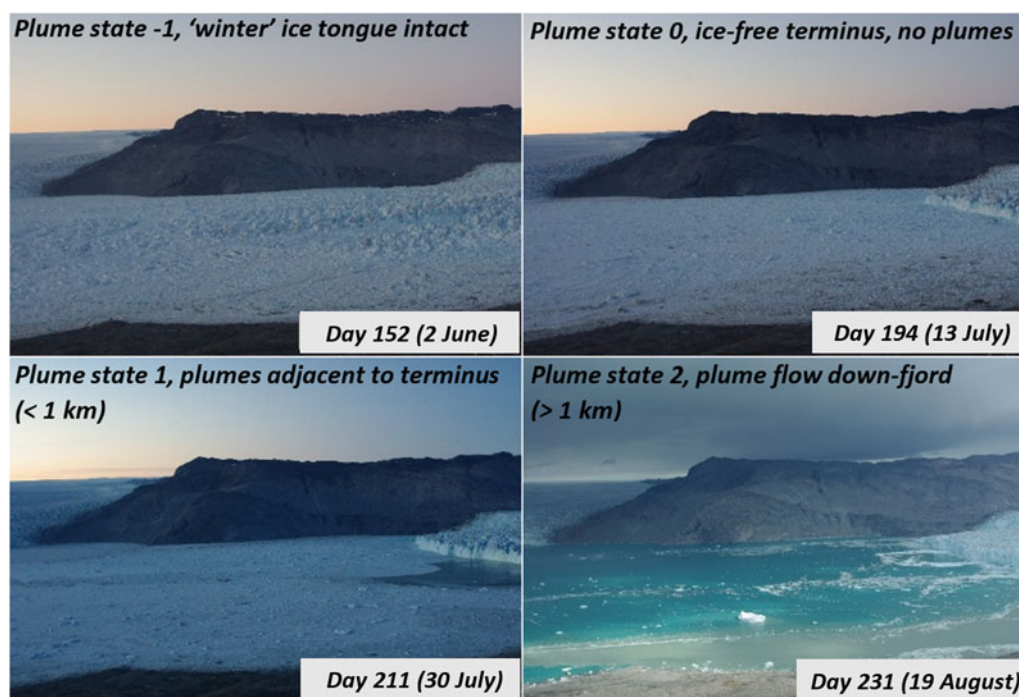 Plume state -1, ‘winter’ ice tongue intact
Day 152 (2 June)
Plume state 0, ice-free terminus, no plumes
Day 194 (13 July)
Plume state 1, plumes adjacent to terminus
(< 1 km)
Day 211 (30 July)
Plume state 2, plume flow down-fjord
(> 1 km)
Day 231 (19 August)